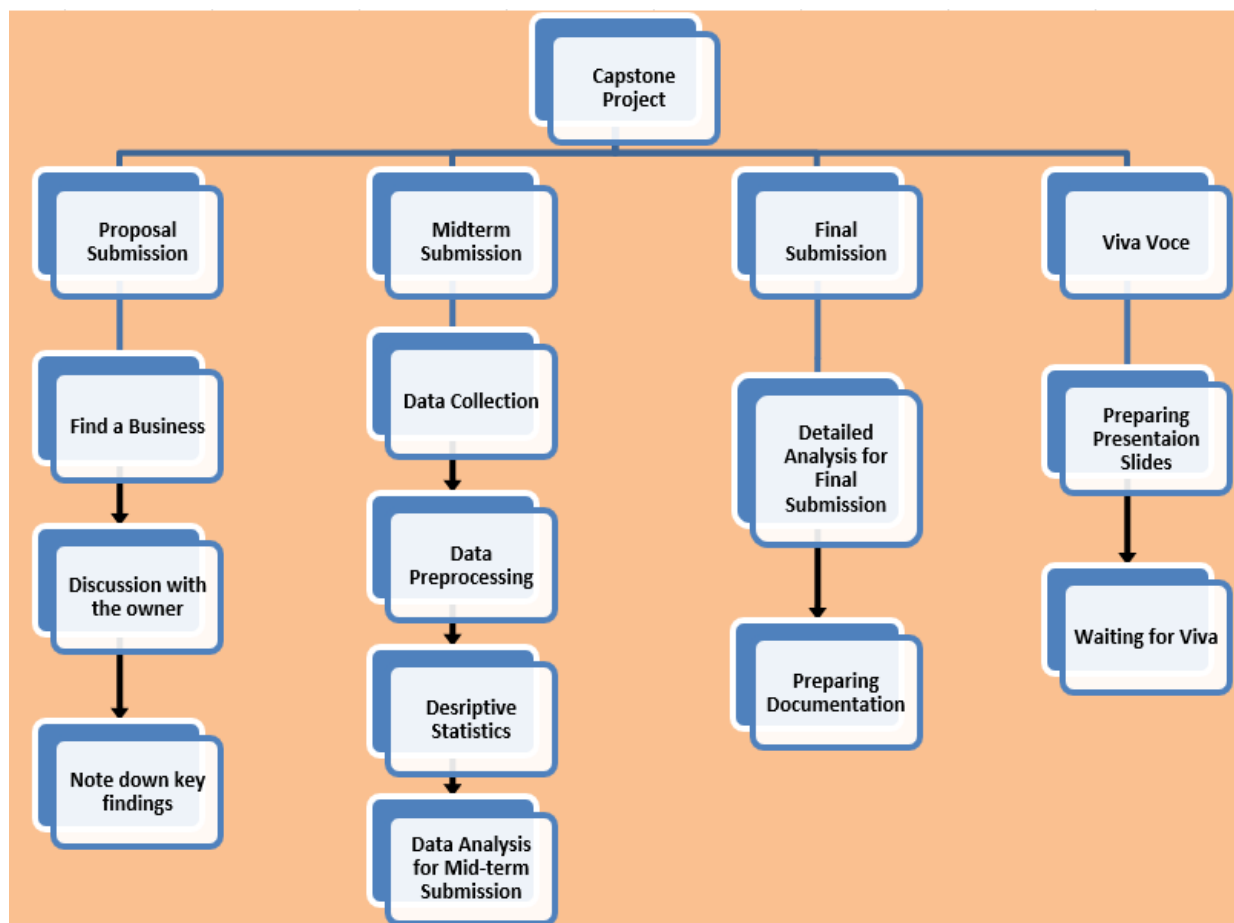 Capstone
Project
Proposal
Submission
Midterm
Submission
Final
Submission
Viva Voce
Find a Business
Discussion with
the owner
Note down key
findings
Data Collection
Data
Preprocessing
Desriptive
Statistics
Data Analysis
for Mid-term
Submission
Detailed
Analysis for
Final
Submission
Preparing
Documentation
Preparing
Presentaion
Slides
Waiting for Viva